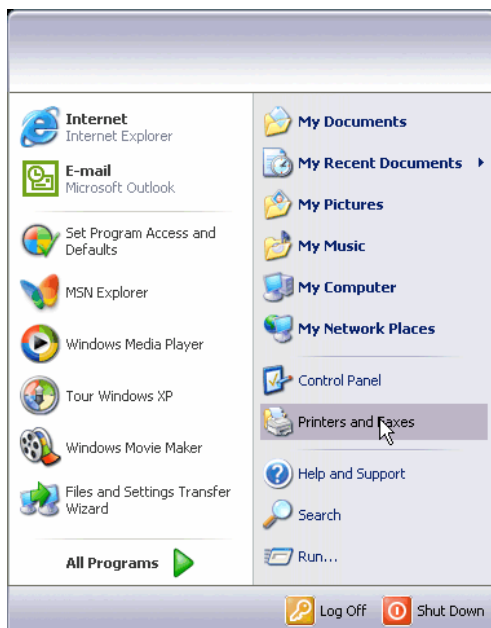 Internet
Internet Explorer
E-mail
Microsoft Outlook
Set Program Access and
Defaults
MSN Explorer
Windows Media Player
Tour Windows XP
Windows Movie Maker
Files and Settings Transfer
Wizard
All Programs
My Documents
My Recent Documents
My Pictures
My Music
My Computer
My Network Places
Control Panel
Printers and Faxes
Help and Support
Search
Run...
Log Off
Shut Down